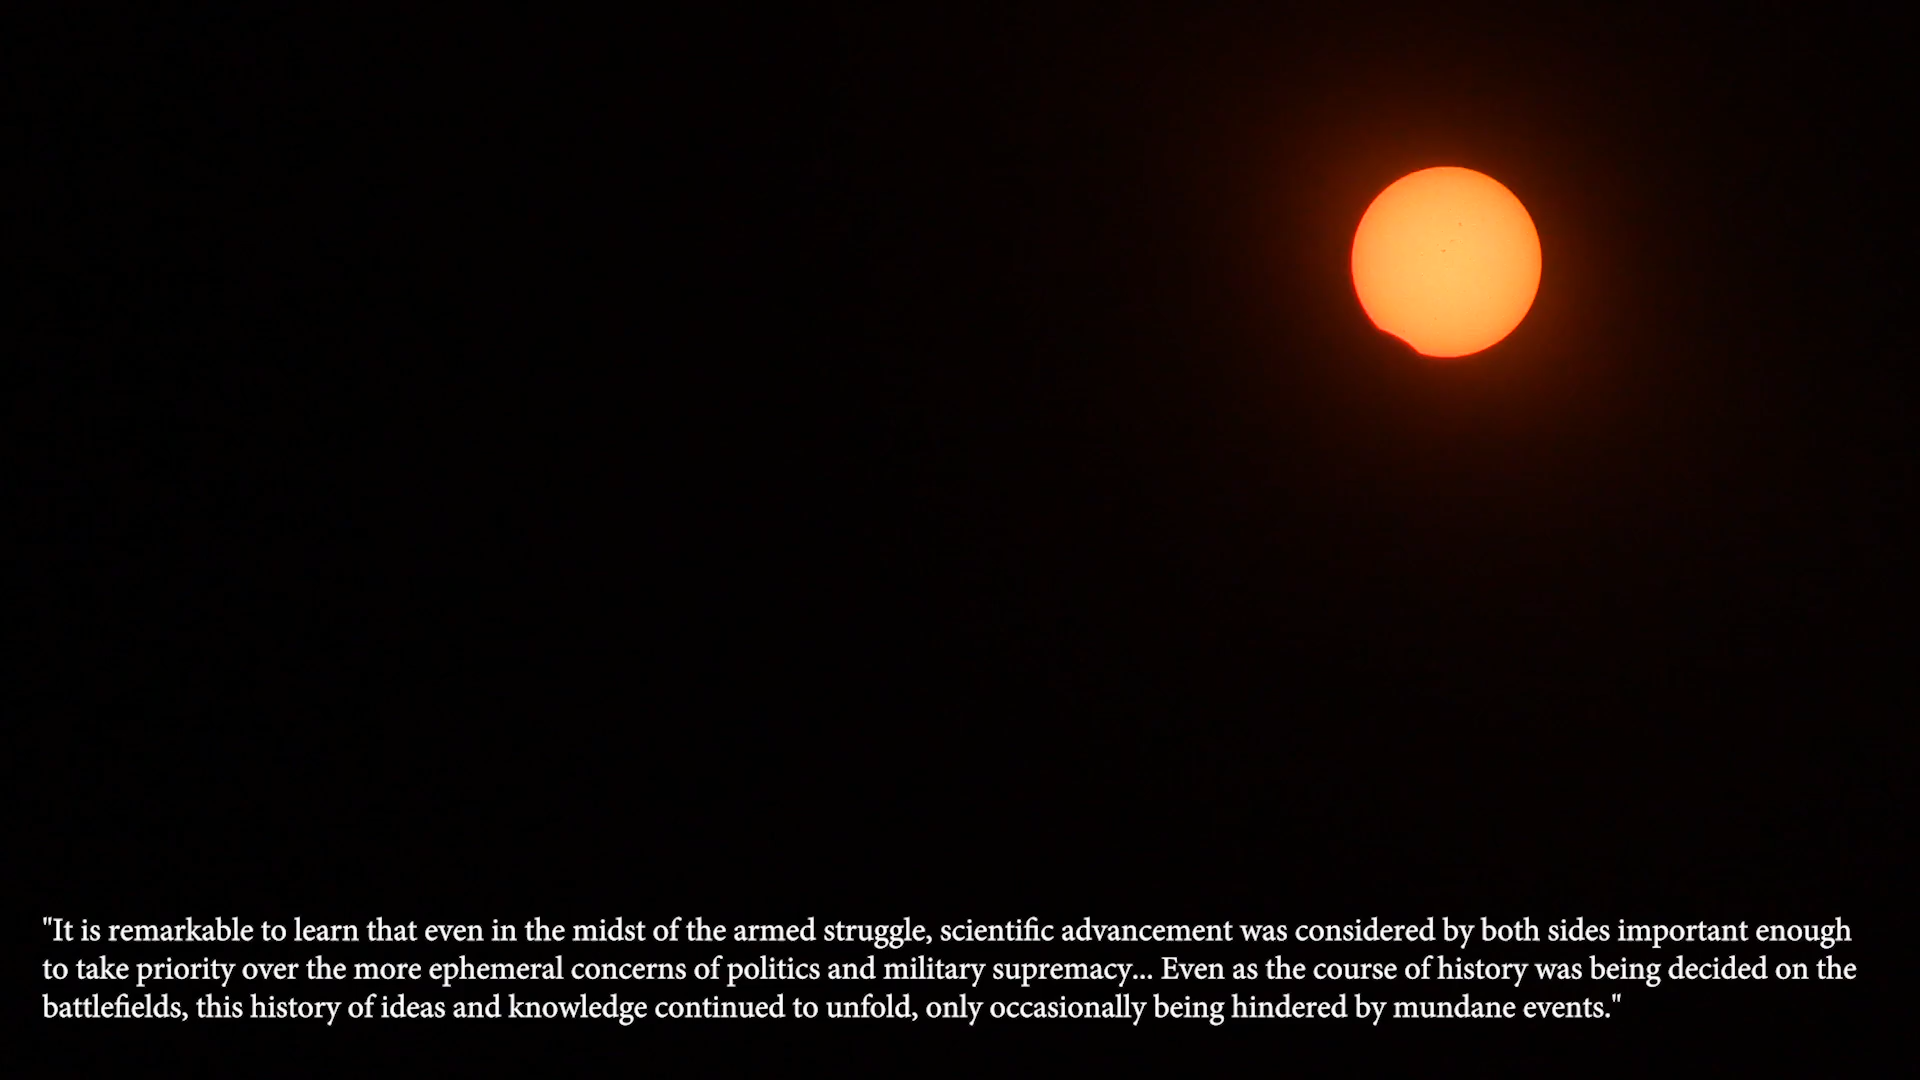 "It is remarkable to learn that even in the midst of the armed struggle, scientific advancement was considered by both sides important enough
to take priority over the more ephemeral concerns of politics and military supremacy... Even as the course of history was being decided on the
battlefields, this history of ideas and knowledge continued to unfold, only occasionally being hindered by mundane events."